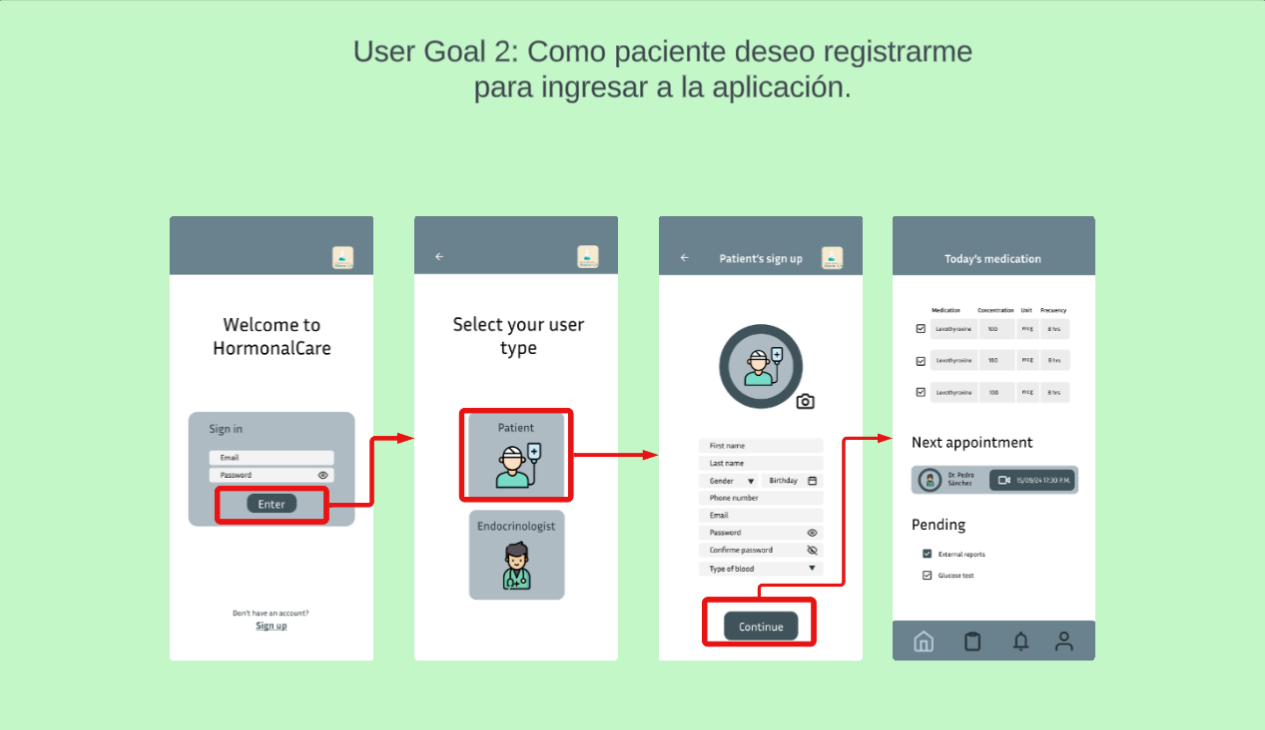 User Goal 2: Como paciente deseo registrarme
para ingresar a la aplicación.
Welcome to
HormonalCare
Sign in
Email
Password
Enter
Don't have an account?
Sign up
Select your user
type
Patient
Endocrinologist
Patient's sign up
First name
Last name
Gender ▼ Birthday
Phone number
Email
Password
Confirme password
Type of blood ▼
Continue
Today's medication
Medication Concentration Unit Frecuency
Levothyroxine 100 mcg 8 hrs
Levothyroxine 100 mcg 8 hrs
Levothyroxine 100 mcg 8 hrs
Next appointment
Dr. Pedro
Sánchez
15/09/24 17:30 P.M.
Pending
External reports
Glucose test